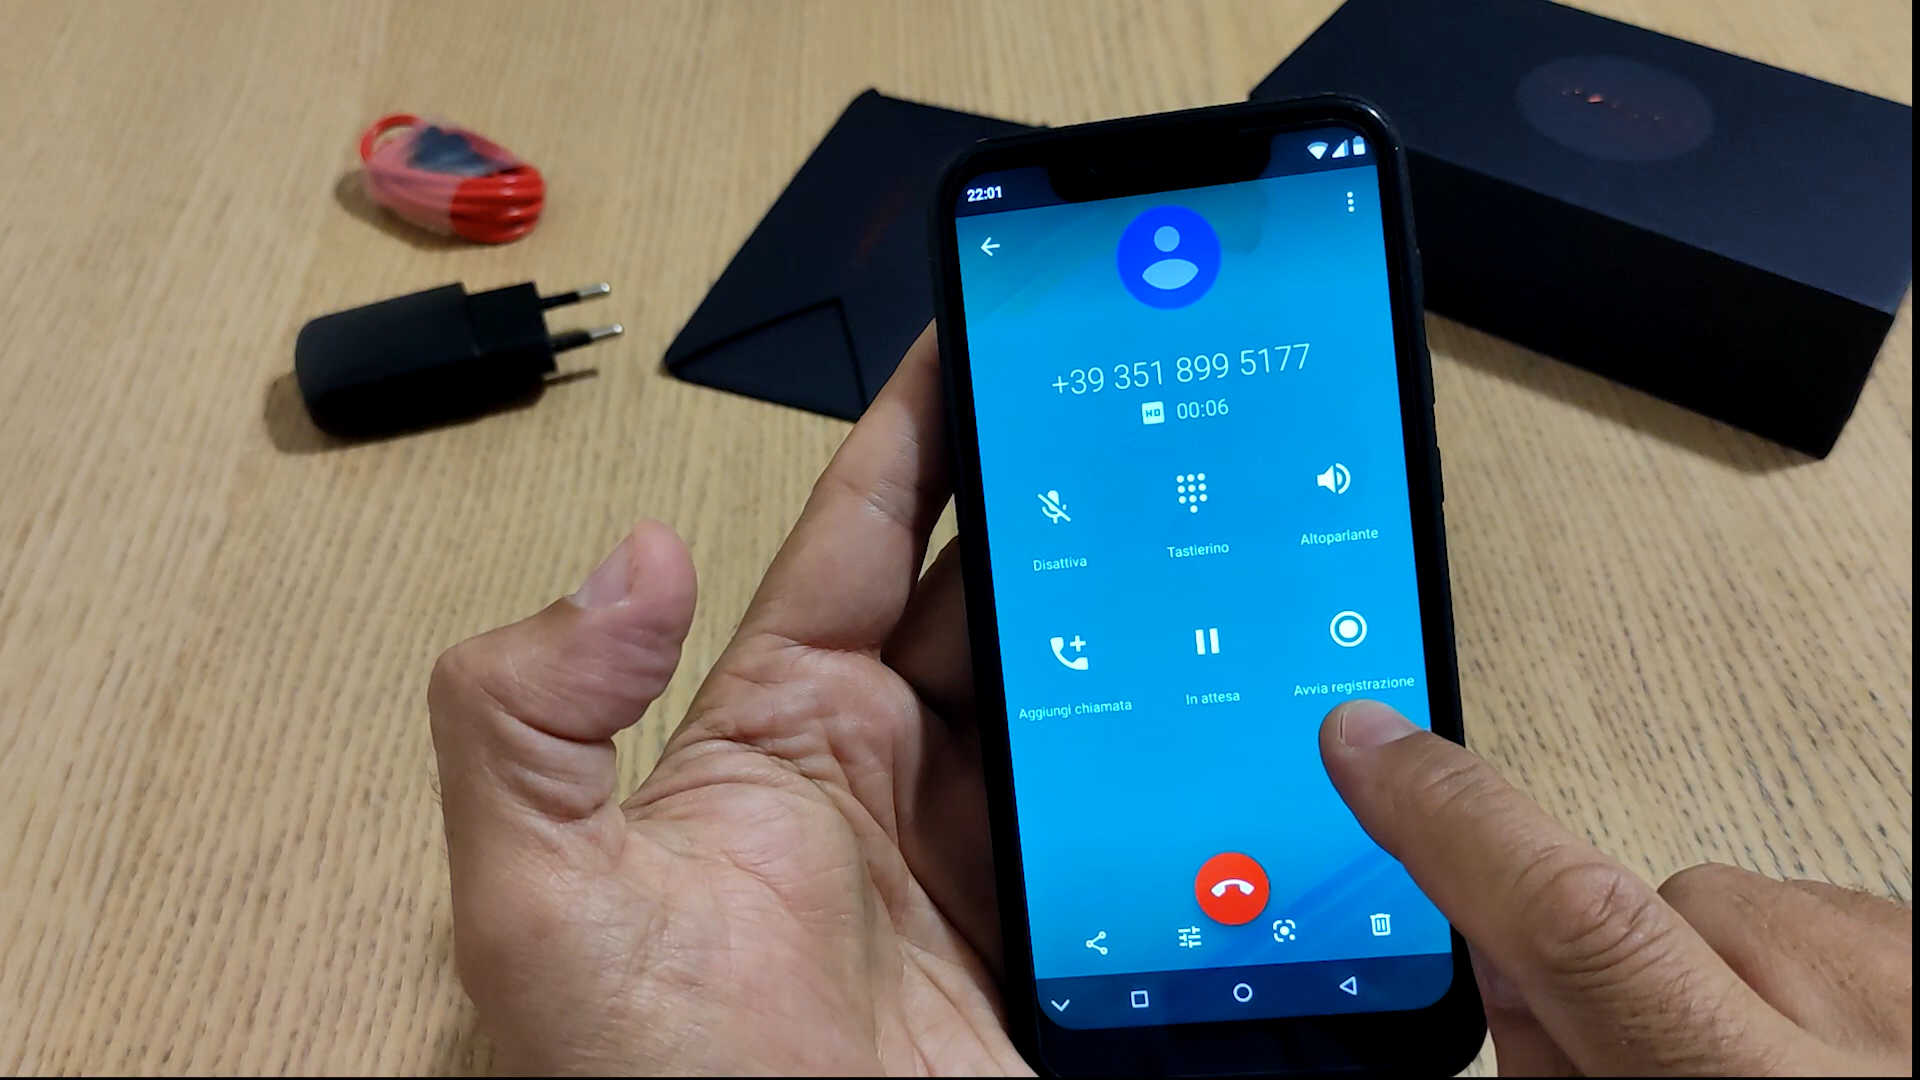 22:01
+39 351 899 5177
HD 00:06
Disattiva
Tastierino
Altoparlante
Aggiungi chiamata
In attesa
Avvia registrazione